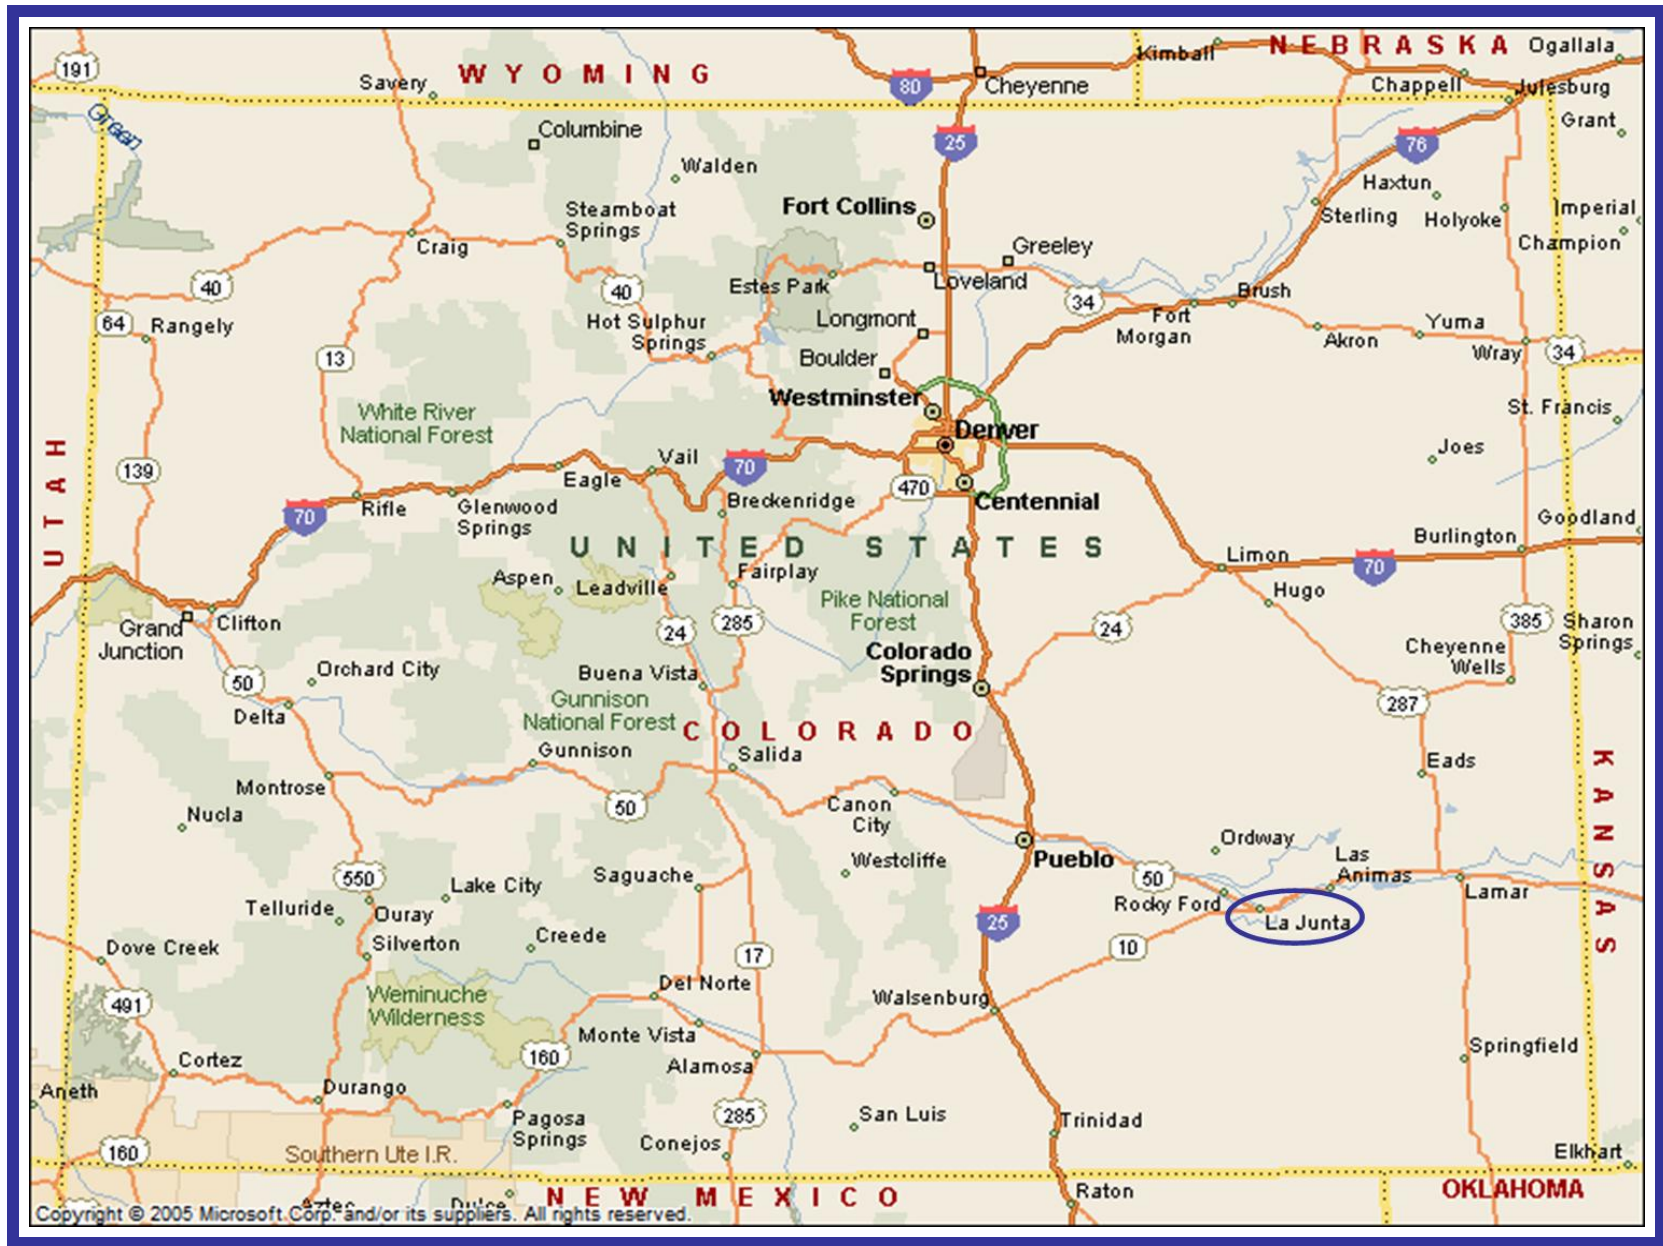 NEBRASKA
Ogallala
Kimball
191
WYOMING
Savery
80
Cheyenne
Chappell
Julesburg
Green
Grant
Columbine
25
76
Walden
Haxtun
Fort Collins
Steamboat
Springs
Sterling
Holyoke
Imperial
Craig
Greeley
Champion
40
40
Estes Park
Loveland
34
Brush
64
Rangely
Hot Sulphur
Springs
Longmont
Fort
Morgan
Yuma
Akron
Wray
34
13
Boulder
Westminster
White River
National Forest
St. Francis
Denver
UTAH
139
Vail
70
Joes
Eagle
470
Rifle
Glenwood
Springs
Breckenridge
Centennial
70
Goodland
UNITED STATES
Burlington
Limon
70
Aspen
Leadville
Fairplay
Pike National
Forest
Hugo
Grand
Junction
Clifton
24
285
24
385
Sharon
Springs
Colorado
Springs
Cheyenne
Wells
Orchard City
50
Buena Vista
Gunnison
National Forest
287
Delta
COLORADO
Gunnison
Salida
Eads
KANSAS
Montrose
50
Canon
City
Nucla
Ordway
Pueblo
Westcliffe
Las
Animas
550
Lake City
Saguache
50
Rocky Ford
Lamar
Telluride
Ouray
La Junta
25
Silverton
Creede
Dove Creek
17
10
Del Norte
Weminuche
Wilderness
491
Walsenburg
Monte Vista
160
Alamosa
Springfield
Cortez
Aneth
Durango
Pagosa
Springs
285
San Luis
Trinidad
Conejos
160
Southern Ute I.R.
Elkhart
NEW MEXICO
Raton
OKLAHOMA
Aztec
Dulce
Copyright © 2005 Microsoft Corp. and/or its suppliers. All rights reserved.